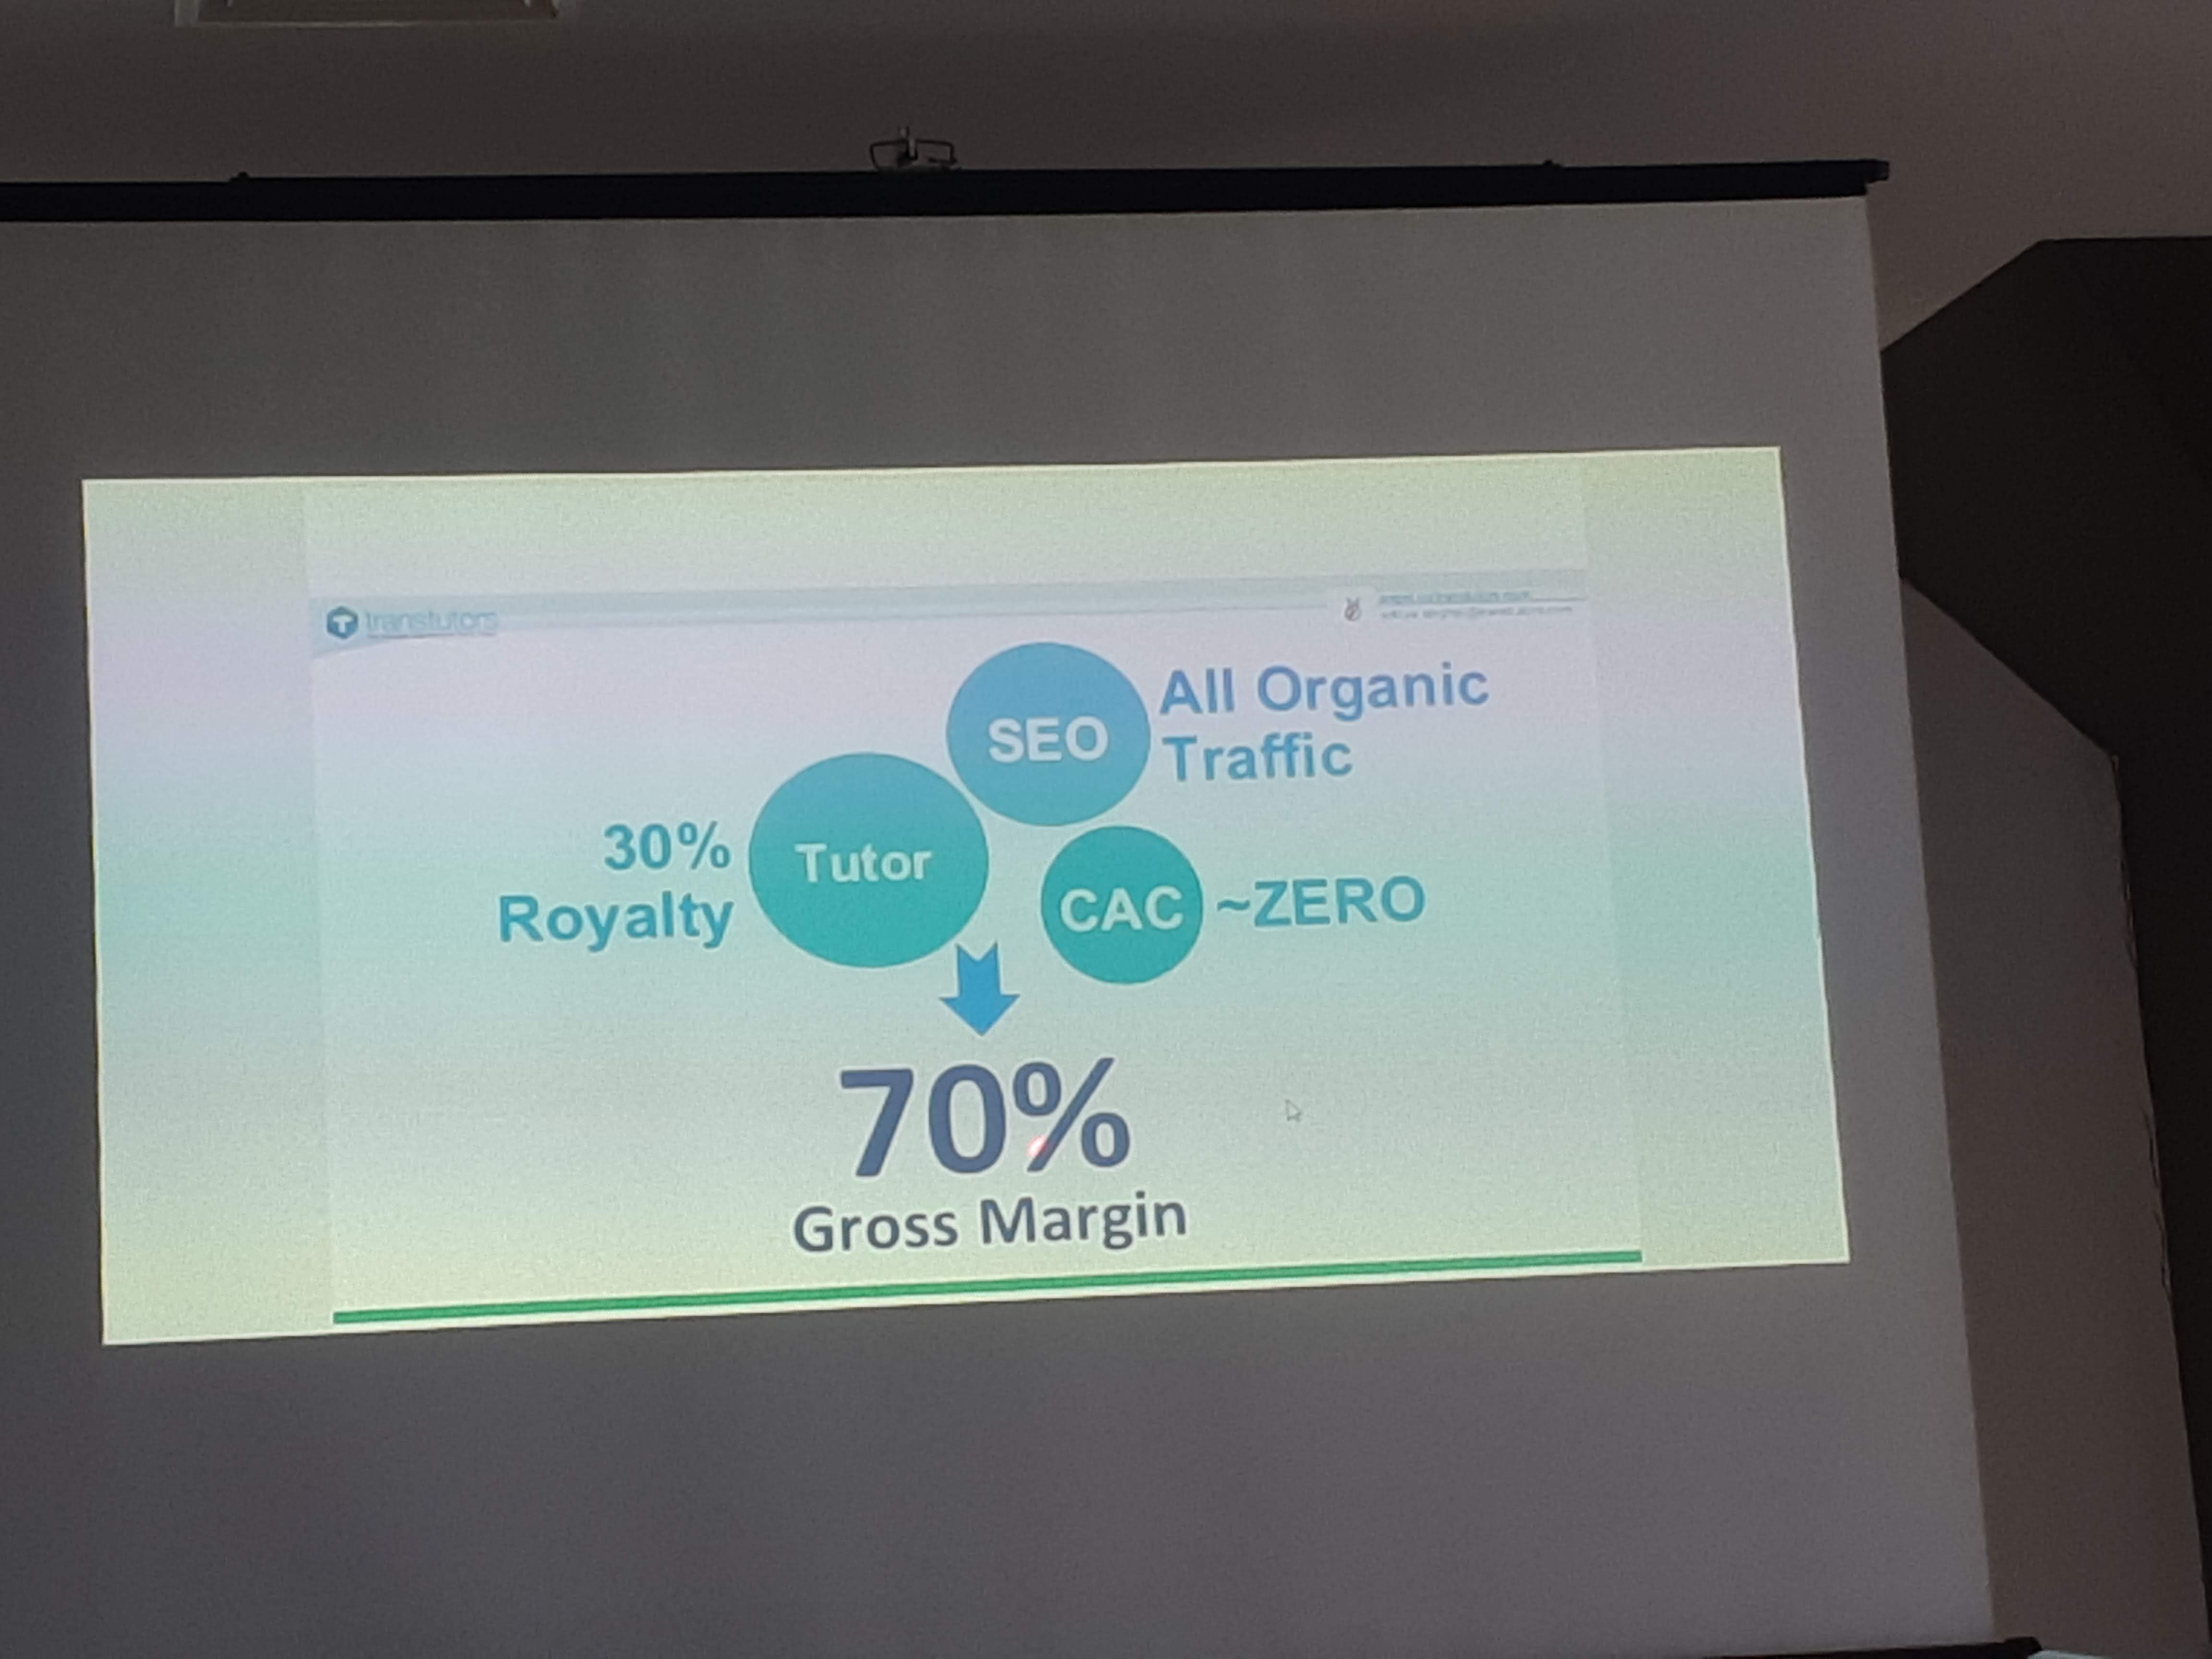 transtutors
SEO
All Organic
Traffic
30%
Royalty
Tutor
CAC
~ZERO
70%
Gross Margin